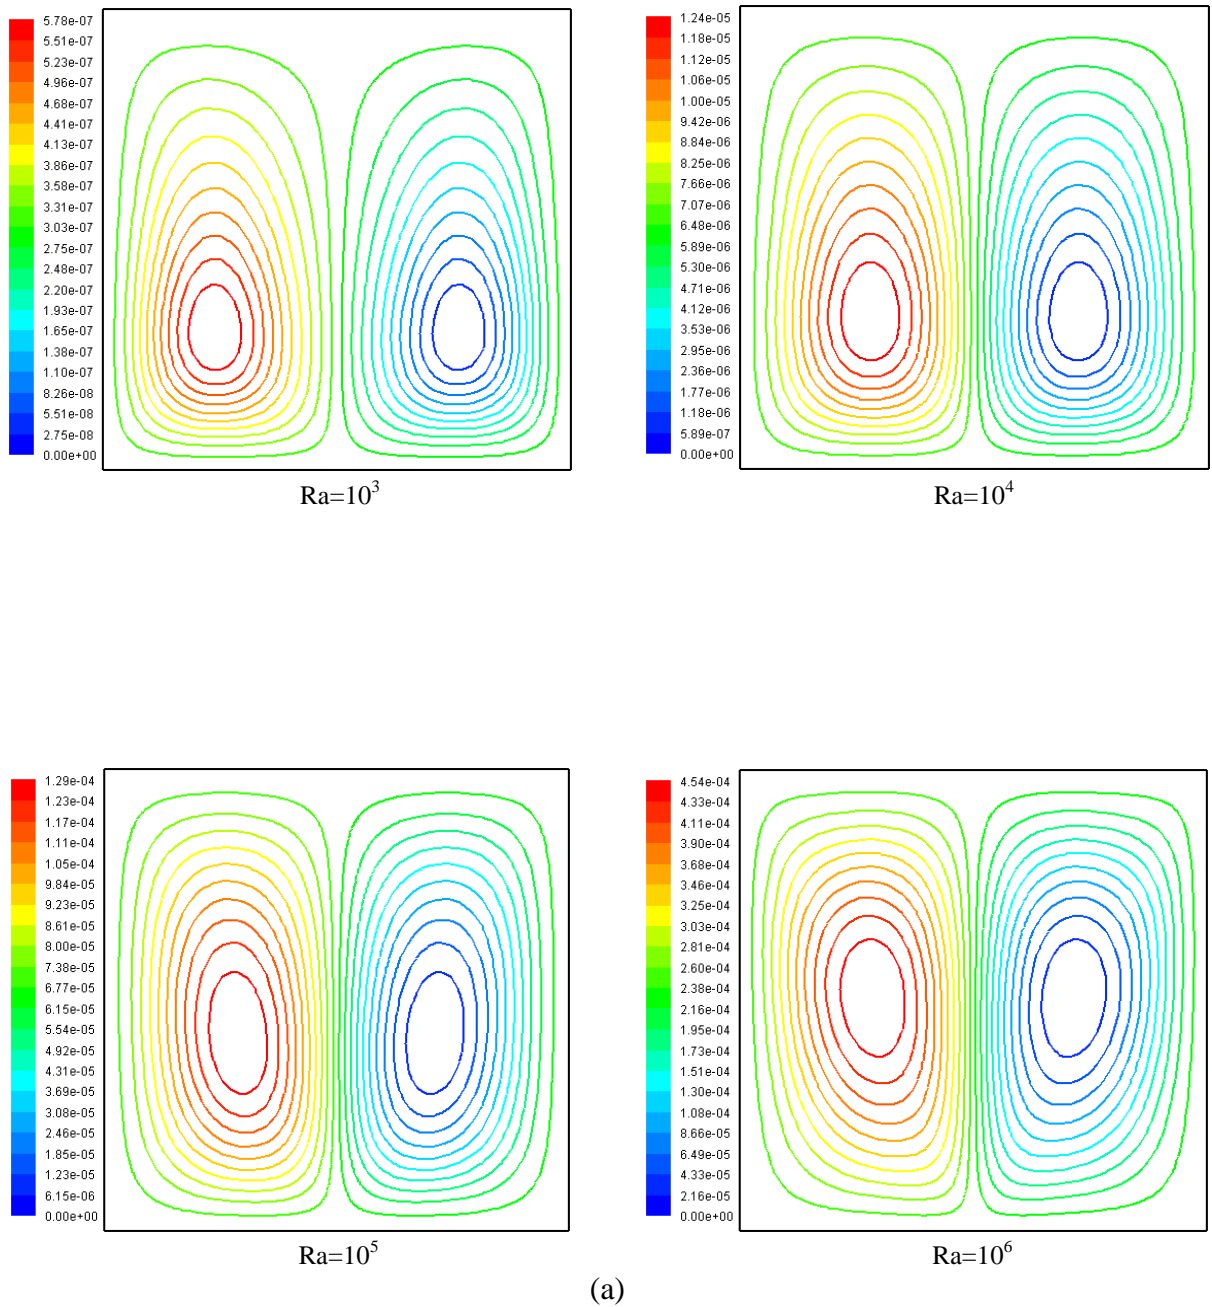 5.78e-07
5.51e-07
5.23e-07
4.96e-07
4.68e-07
4.41e-07
4.13e-07
3.86e-07
3.58e-07
3.31e-07
3.03e-07
2.75e-07
2.48e-07
2.20e-07
1.93e-07
1.65e-07
1.38e-07
1.10e-07
8.26e-08
5.51e-08
2.75e-08
0.00e+00
Ra=10³
1.24e-05
1.18e-05
1.12e-05
1.06e-05
1.00e-05
9.42e-06
8.84e-06
8.25e-06
7.66e-06
7.07e-06
6.48e-06
5.89e-06
5.30e-06
4.71e-06
4.12e-06
3.53e-06
2.95e-06
2.36e-06
1.77e-06
1.18e-06
5.89e-07
0.00e+00
Ra=10⁴
1.29e-04
1.23e-04
1.17e-04
1.11e-04
1.05e-04
9.84e-05
9.23e-05
8.61e-05
8.00e-05
7.38e-05
6.77e-05
6.15e-05
5.54e-05
4.92e-05
4.31e-05
3.69e-05
3.08e-05
2.46e-05
1.85e-05
1.23e-05
6.15e-06
0.00e+00
Ra=10⁵
4.54e-04
4.33e-04
4.11e-04
3.90e-04
3.68e-04
3.46e-04
3.25e-04
3.03e-04
2.81e-04
2.60e-04
2.38e-04
2.16e-04
1.95e-04
1.73e-04
1.51e-04
1.30e-04
1.08e-04
8.66e-05
6.49e-05
4.33e-05
2.16e-05
0.00e+00
Ra=10⁶
(a)